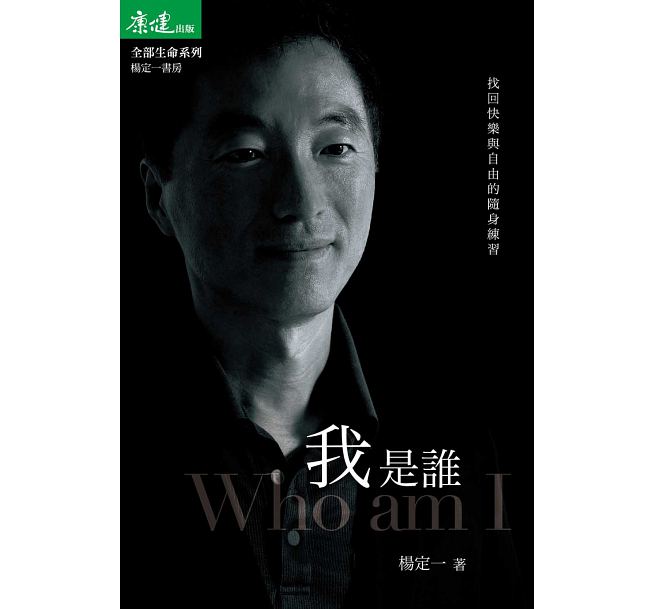 康健出版
全部生命系列
楊定一書房
找回快樂與自由的隨身練習
我是誰
Who am I
楊定一 著